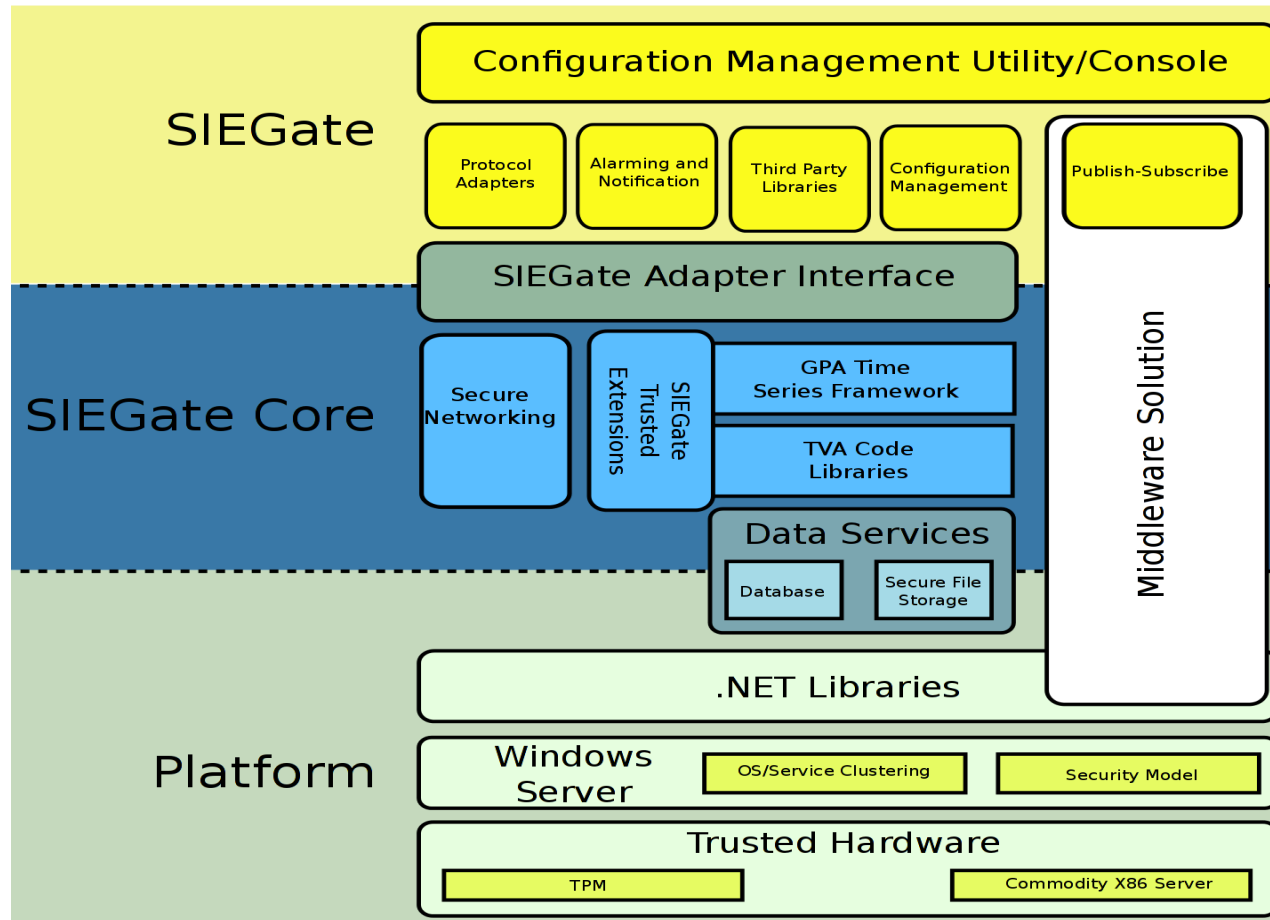 Configuration Management Utility/Console
SIEGate
Protocol
Adapters
Alarming and
Notification
Third Party
Libraries
Configuration
Management
Publish-Subscribe
SIEGate Adapter Interface
SIEGate Core
Secure
Networking
SIEGate
Trusted
Extensions
GPA Time
Series Framework
TVA Code
Libraries
Middleware Solution
Data Services
Database
Secure File
Storage
.NET Libraries
Platform
Windows
Server
OS/Service Clustering
Security Model
Trusted Hardware
TPM
Commodity X86 Server